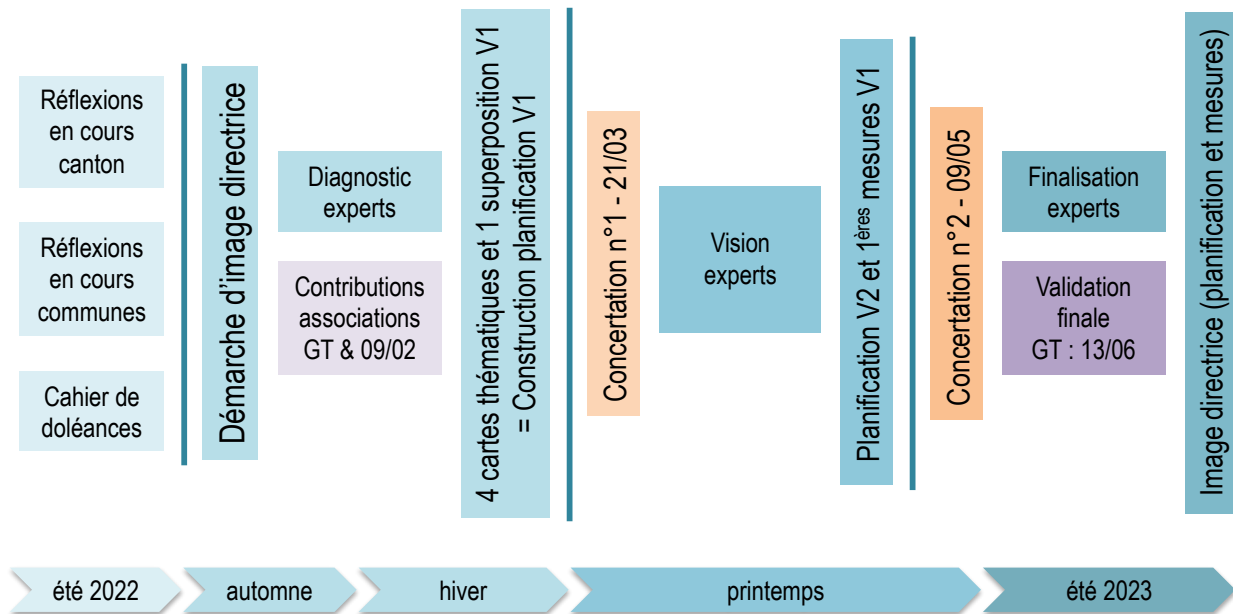 Réflexions
en cours
canton
Réflexions
en cours
communes
Cahier de
doléances
Démarche d’image directrice
Diagnostic
experts
Contributions
associations
GT & 09/02
4 cartes thématiques et 1 superposition V1
= Construction planification V1
Concertation n°1 - 21/03
Vision
experts
Planification V2 et 1ères mesures V1
Concertation n°2 - 09/05
Finalisation
experts
Validation
finale
GT : 13/06
Image directrice (planification et mesures)
été 2022
automne
hiver
printemps
été 2023